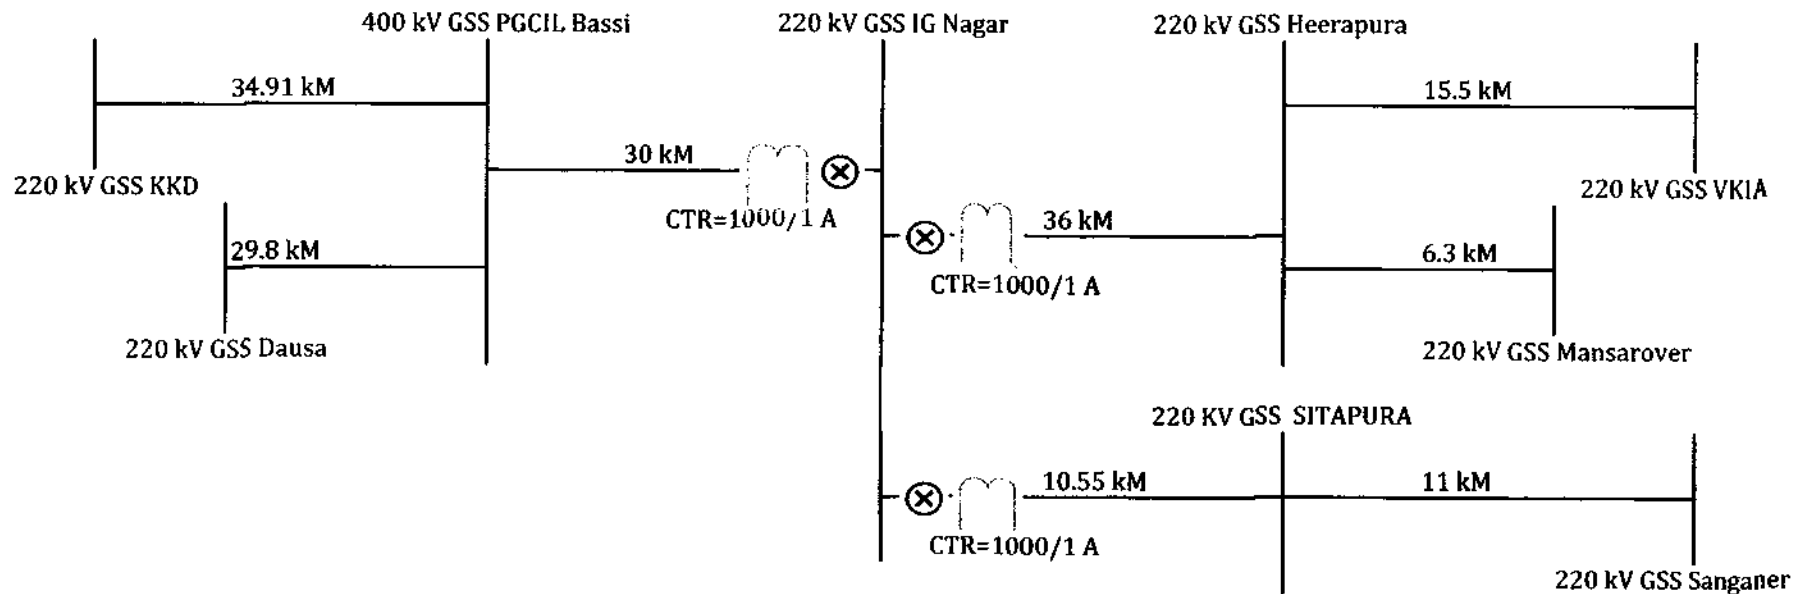 400 kV GSS PGCIL Bassi
220 kV GSS IG Nagar
220 kV GSS Heerapura
34.91 kM
15.5 kM
30 kM
220 kV GSS KKD
220 kV GSS VKIA
CTR=1000/1 A
36 kM
29.8 kM
6.3 kM
CTR=1000/1 A
220 kV GSS Dausa
220 kV GSS Mansarover
220 KV GSS SITAPURA
10.55 kM
11 kM
CTR=1000/1 A
220 kV GSS Sanganer